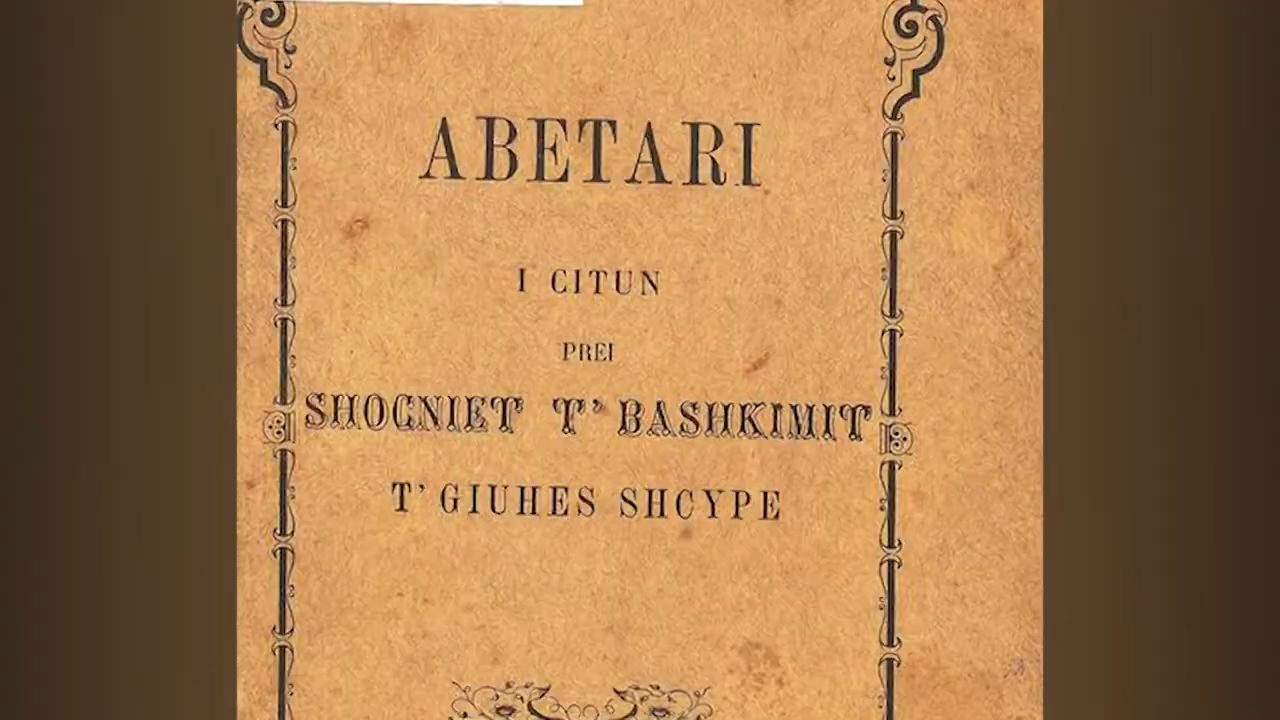 ABETARI
I CITUN
PREI
SHOCNIET T' BASHKIMIT
T' GIUHES SHCYPE